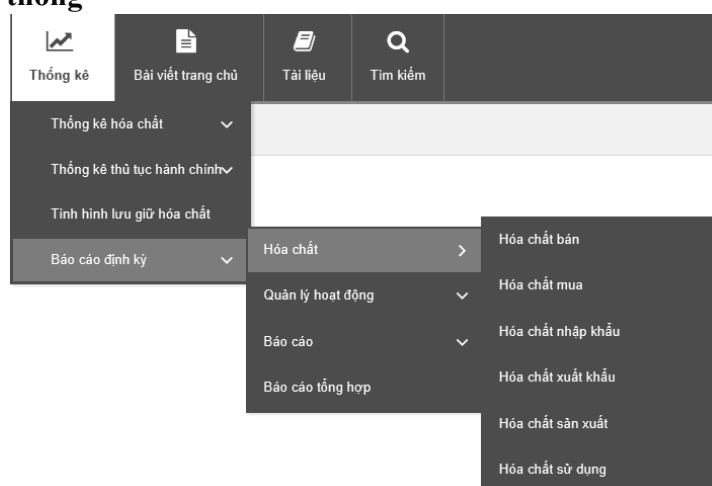 thống
Thống kê
Bài viết trang chủ
Tài liệu
Tìm kiếm
Thống kê hóa chất
Thống kê thủ tục hành chính
Tình hình lưu giữ hóa chất
Báo cáo định kỳ
Hóa chất
Quản lý hoạt động
Báo cáo
Báo cáo tổng hợp
Hóa chất bán
Hóa chất mua
Hóa chất nhập khẩu
Hóa chất xuất khẩu
Hóa chất sản xuất
Hóa chất sử dụng